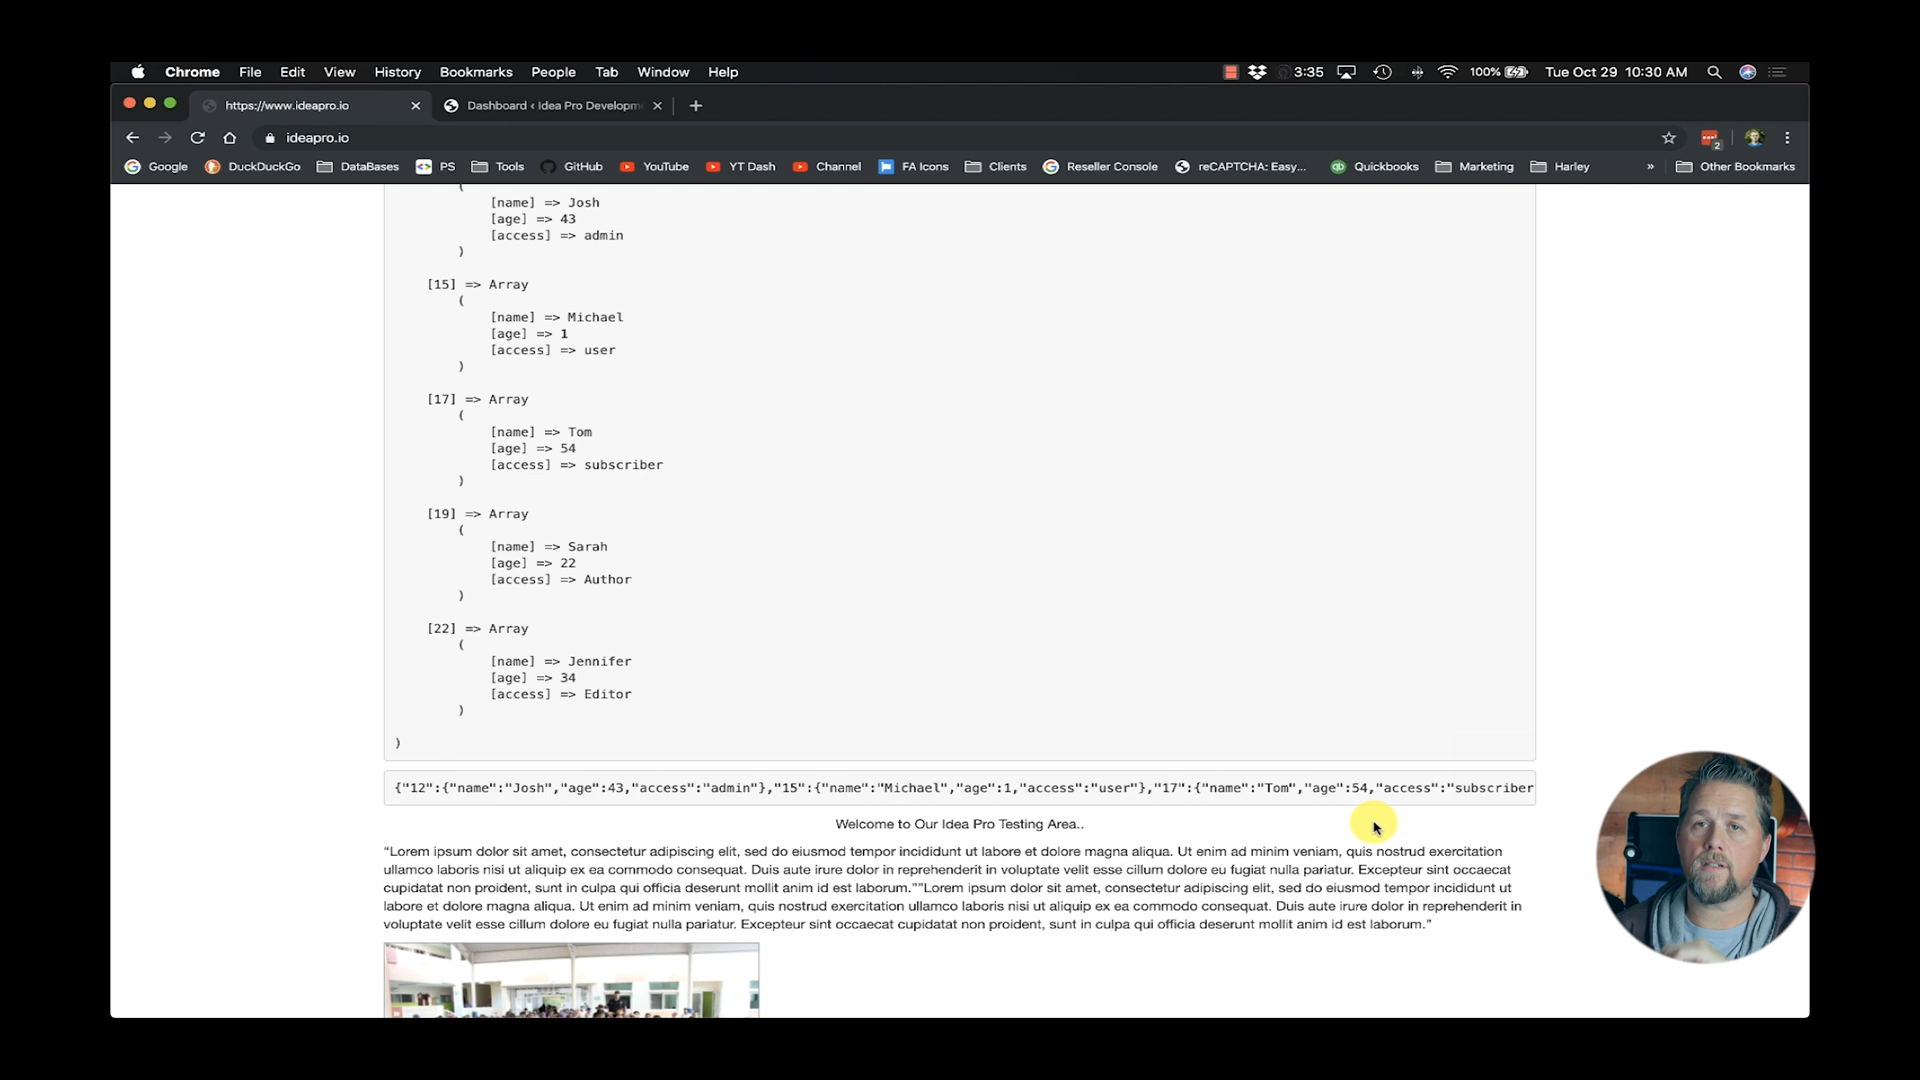 Chrome File Edit View History Bookmarks People Tab Window Help 3:35 100% Tue Oct 29 10:30 AM
https://www.ideapro.io Dashboard ‹ Idea Pro Developm
ideapro.io
2
Google DuckDuckGo DataBases PS Tools GitHub YouTube YT Dash Channel FA Icons Clients Reseller Console reCAPTCHA: Easy... Quickbooks Marketing Harley » Other Bookmarks
(
[name] => Josh
[age] => 43
[access] => admin
)
[15] => Array
(
[name] => Michael
[age] => 1
[access] => user
)
[17] => Array
(
[name] => Tom
[age] => 54
[access] => subscriber
)
[19] => Array
(
[name] => Sarah
[age] => 22
[access] => Author
)
[22] => Array
(
[name] => Jennifer
[age] => 34
[access] => Editor
)
)
{"12":{"name":"Josh","age":43,"access":"admin"},"15":{"name":"Michael","age":1,"access":"user"},"17":{"name":"Tom","age":54,"access":"subscriber
Welcome to Our Idea Pro Testing Area..
“Lorem ipsum dolor sit amet, consectetur adipiscing elit, sed do eiusmod tempor incididunt ut labore et dolore magna aliqua. Ut enim ad minim veniam, quis nostrud exercitation
ullamco laboris nisi ut aliquip ex ea commodo consequat. Duis aute irure dolor in reprehenderit in voluptate velit esse cillum dolore eu fugiat nulla pariatur. Excepteur sint occaecat
cupidatat non proident, sunt in culpa qui officia deserunt mollit anim id est laborum.”“Lorem ipsum dolor sit amet, consectetur adipiscing elit, sed do eiusmod tempor incididunt ut
labore et dolore magna aliqua. Ut enim ad minim veniam, quis nostrud exercitation ullamco laboris nisi ut aliquip ex ea commodo consequat. Duis aute irure dolor in reprehenderit in
voluptate velit esse cillum dolore eu fugiat nulla pariatur. Excepteur sint occaecat cupidatat non proident, sunt in culpa qui officia deserunt mollit anim id est laborum.”